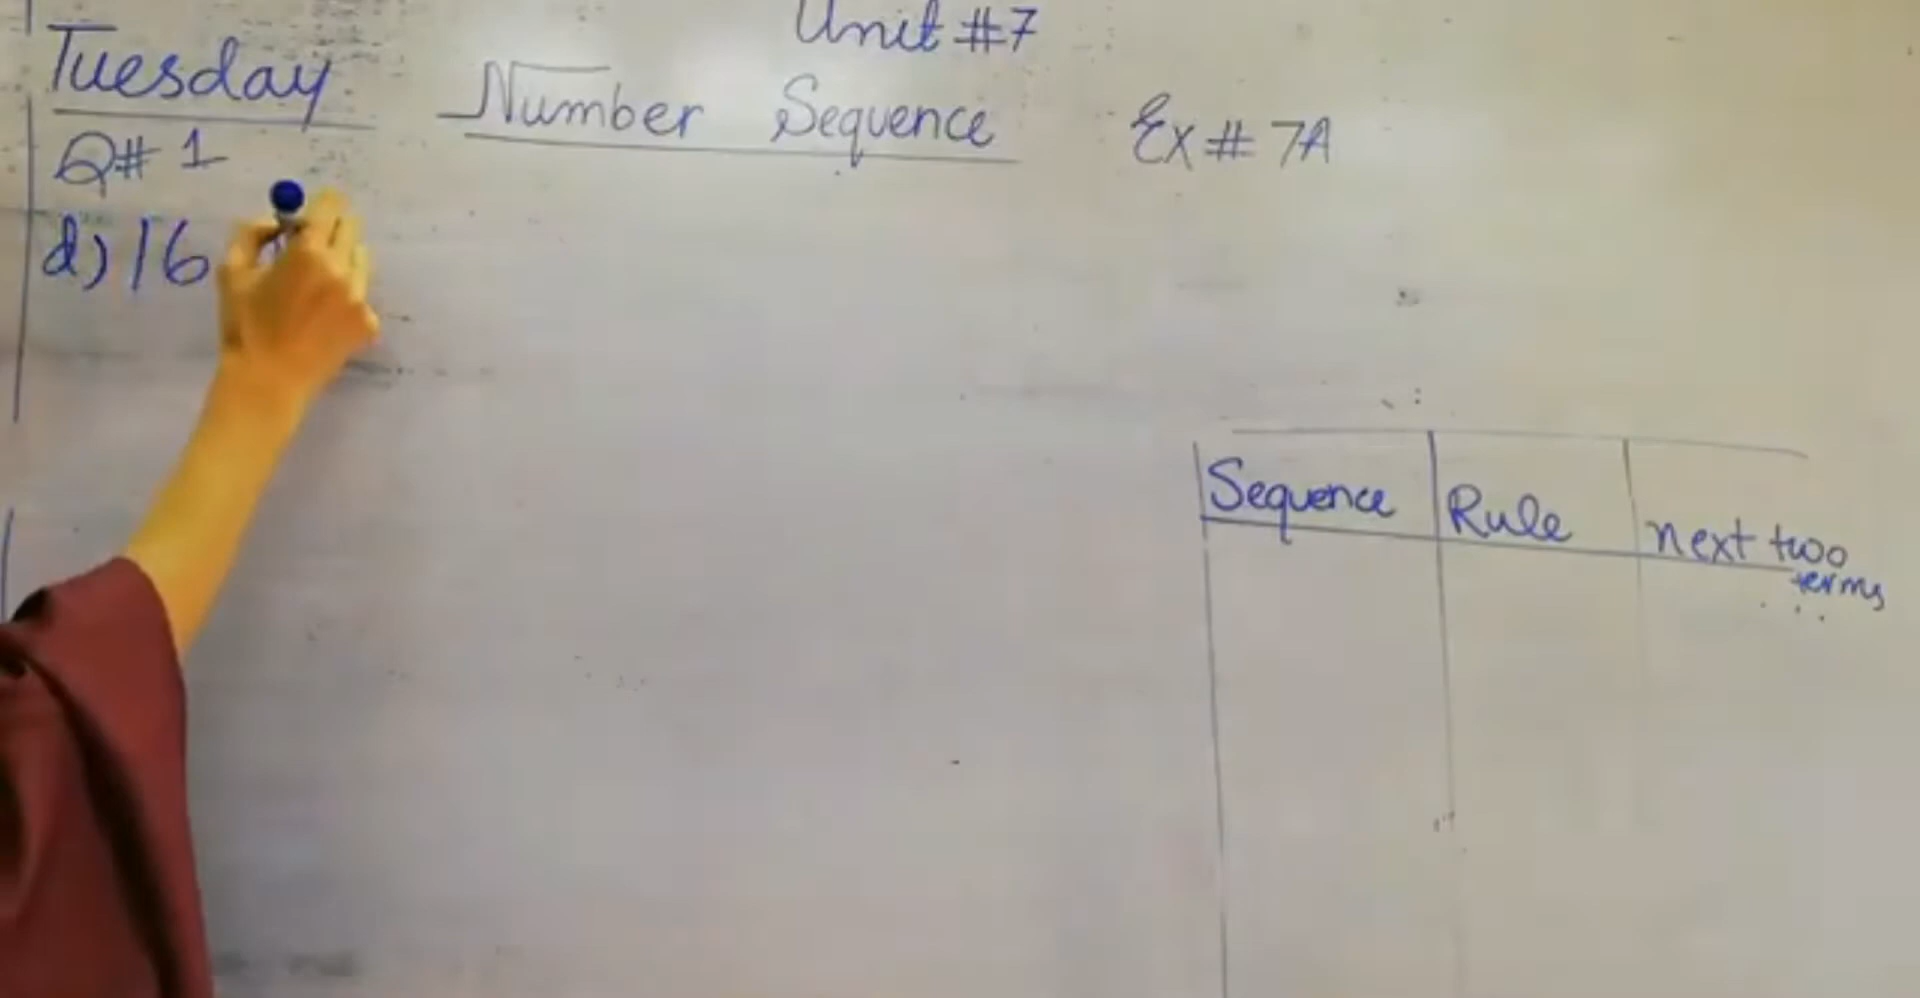 Unit #7
Tuesday
Number Sequence
Ex # 7A
Q# 1
d) 16
Sequence
Rule
next two
terms